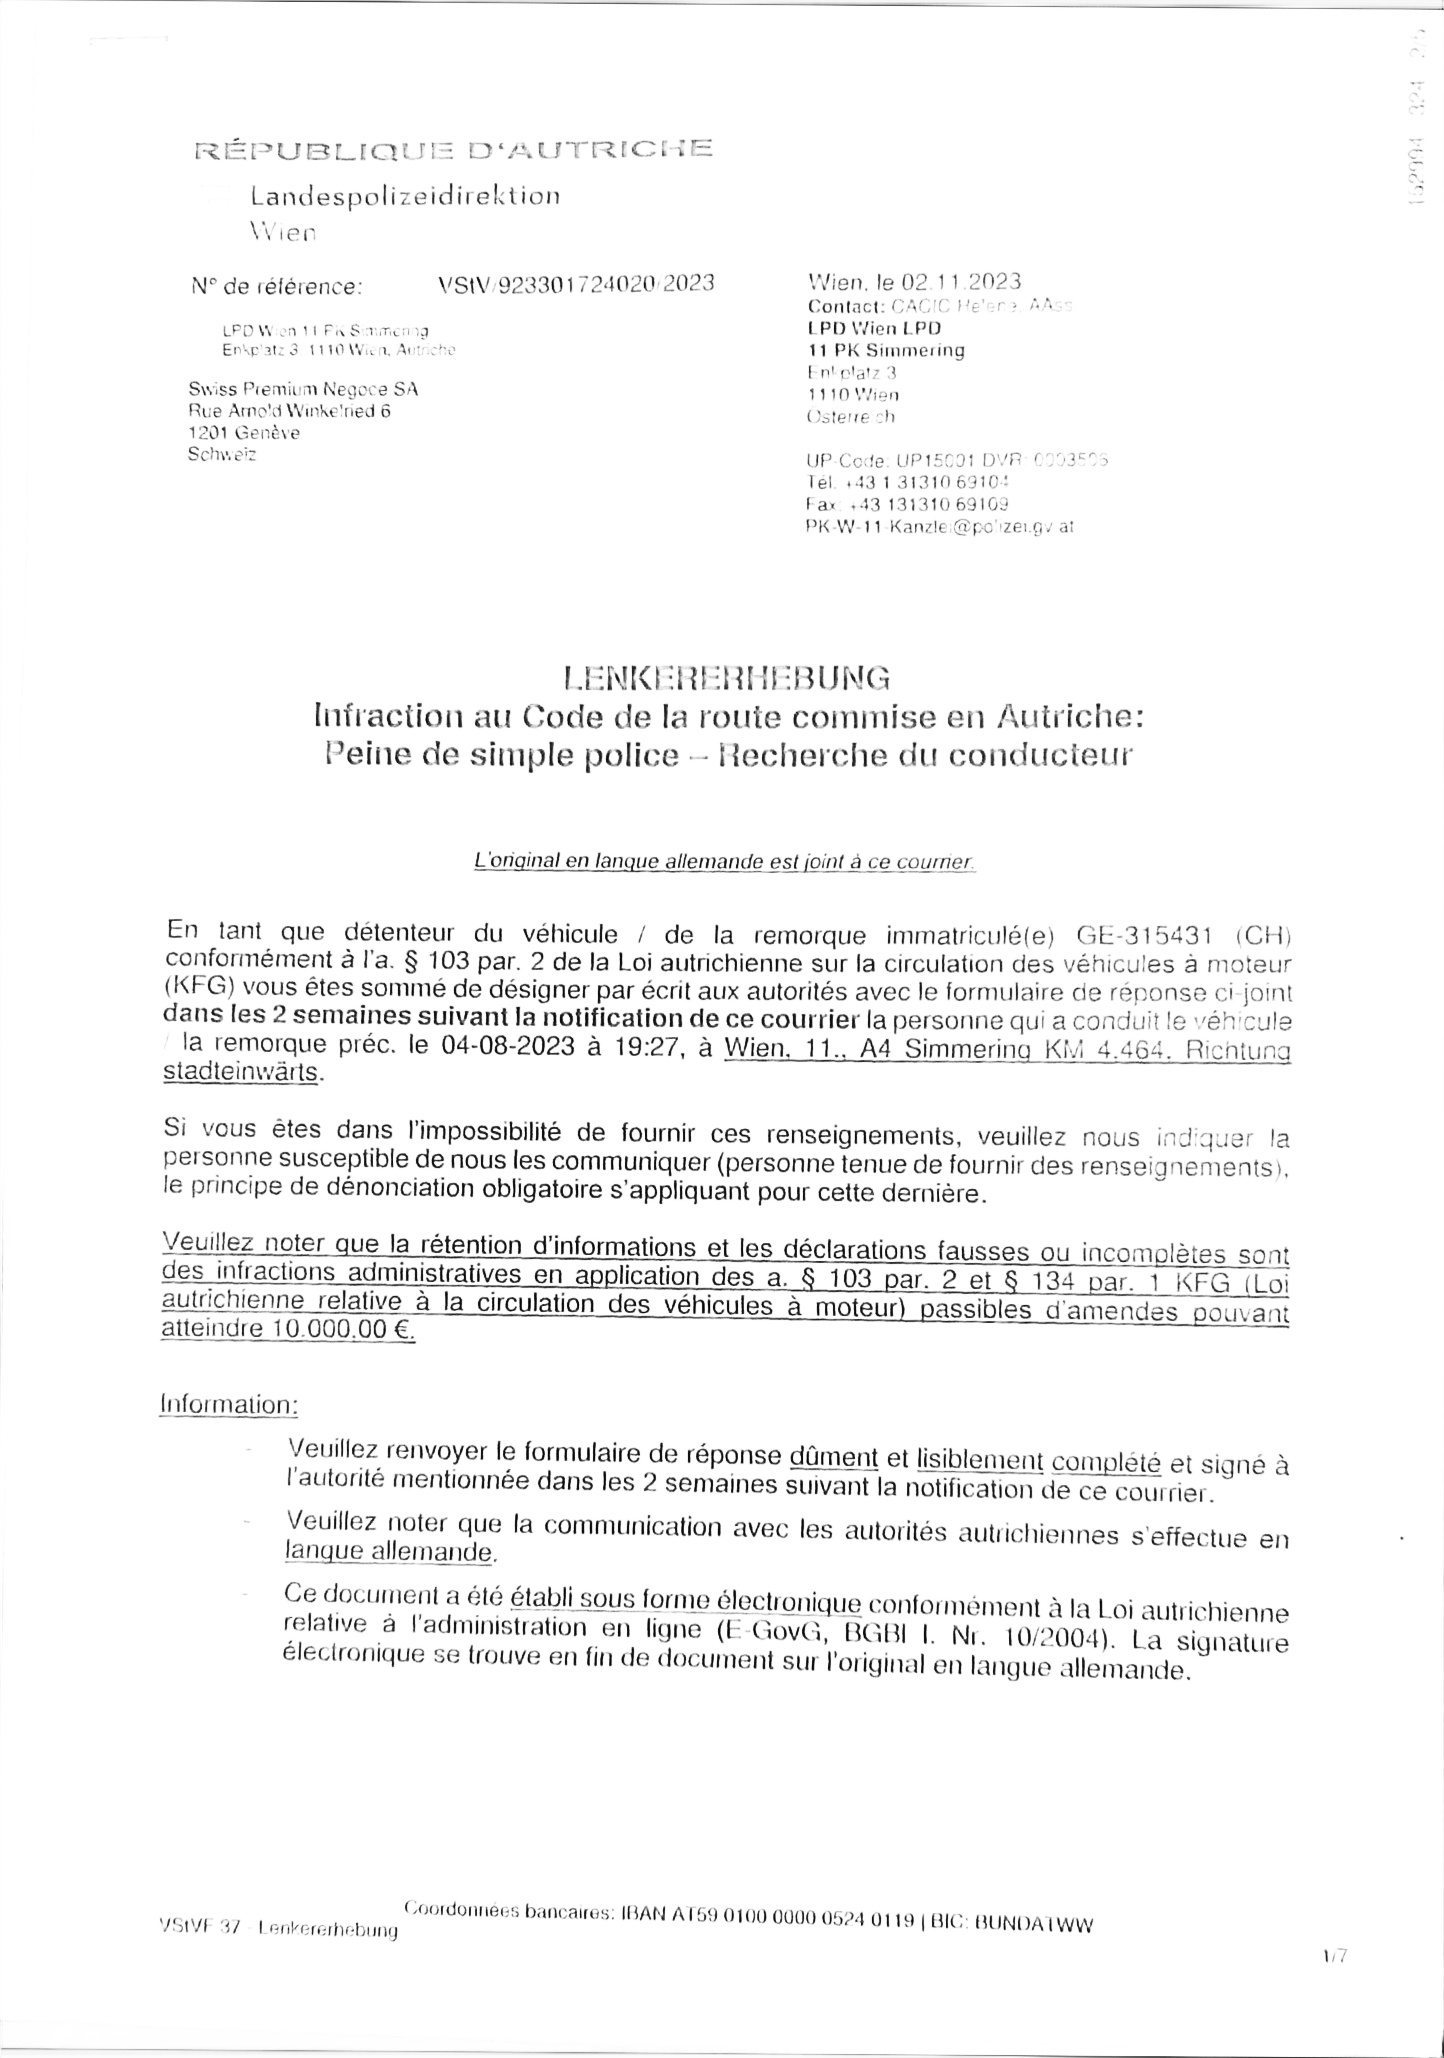 152994 324 2/5
RÉPUBLIQUE D'AUTRICHE
Landespolizeidirektion
Wien
N° de référence: VStV/923301724020/2023
LPD Wien 11 PK Simmering
Enkplatz 3 1110 Wien, Autriche
Swiss Premium Negoce SA
Rue Arnold Winkelried 6
1201 Genève
Schweiz
Wien, le 02.11.2023
Contact: CACIC Helena, AAss
LPD Wien LPD
11 PK Simmering
Enkplatz 3
1110 Wien
Österreich
UP-Code: UP15001 DVR:
Tél. +43 1 31310 69104
Fax: +43 131310 69109
PK-W-11-Kanzlei@polizei.gv.at
LENKERERHEBUNG
Infraction au Code de la route commise en Autriche:
Peine de simple police – Recherche du conducteur
L'original en langue allemande est joint à ce courrier.
En tant que détenteur du véhicule / de la remorque immatriculé(e) GE-315431 (CH)
conformément à l'a. § 103 par. 2 de la Loi autrichienne sur la circulation des véhicules à moteur
(KFG) vous êtes sommé de désigner par écrit aux autorités avec le formulaire de réponse ci-joint
dans les 2 semaines suivant la notification de ce courrier la personne qui a conduit le véhicule
/ la remorque préc. le 04-08-2023 à 19:27, à Wien, 11., A4 Simmering KM 4.464, Richtung
stadteinwärts.
Si vous êtes dans l'impossibilité de fournir ces renseignements, veuillez nous indiquer la
personne susceptible de nous les communiquer (personne tenue de fournir des renseignements),
le principe de dénonciation obligatoire s'appliquant pour cette dernière.
Veuillez noter que la rétention d'informations et les déclarations fausses ou incomplètes sont
des infractions administratives en application des a. § 103 par. 2 et § 134 par. 1 KFG (Loi
autrichienne relative à la circulation des véhicules à moteur) passibles d'amendes pouvant
atteindre 10.000,00 €.
Information:
- Veuillez renvoyer le formulaire de réponse dûment et lisiblement complété et signé à
l'autorité mentionnée dans les 2 semaines suivant la notification de ce courrier.
- Veuillez noter que la communication avec les autorités autrichiennes s'effectue en
langue allemande.
- Ce document a été établi sous forme électronique conformément à la Loi autrichienne
relative à l'administration en ligne (E-GovG, BGBl I. Nr. 10/2004). La signature
électronique se trouve en fin de document sur l'original en langue allemande.
Coordonnées bancaires: IBAN AT59 0100 0000 0524 0119 | BIC: BUNDATWW
VStVF 37 - Lenkererhebung
1/7